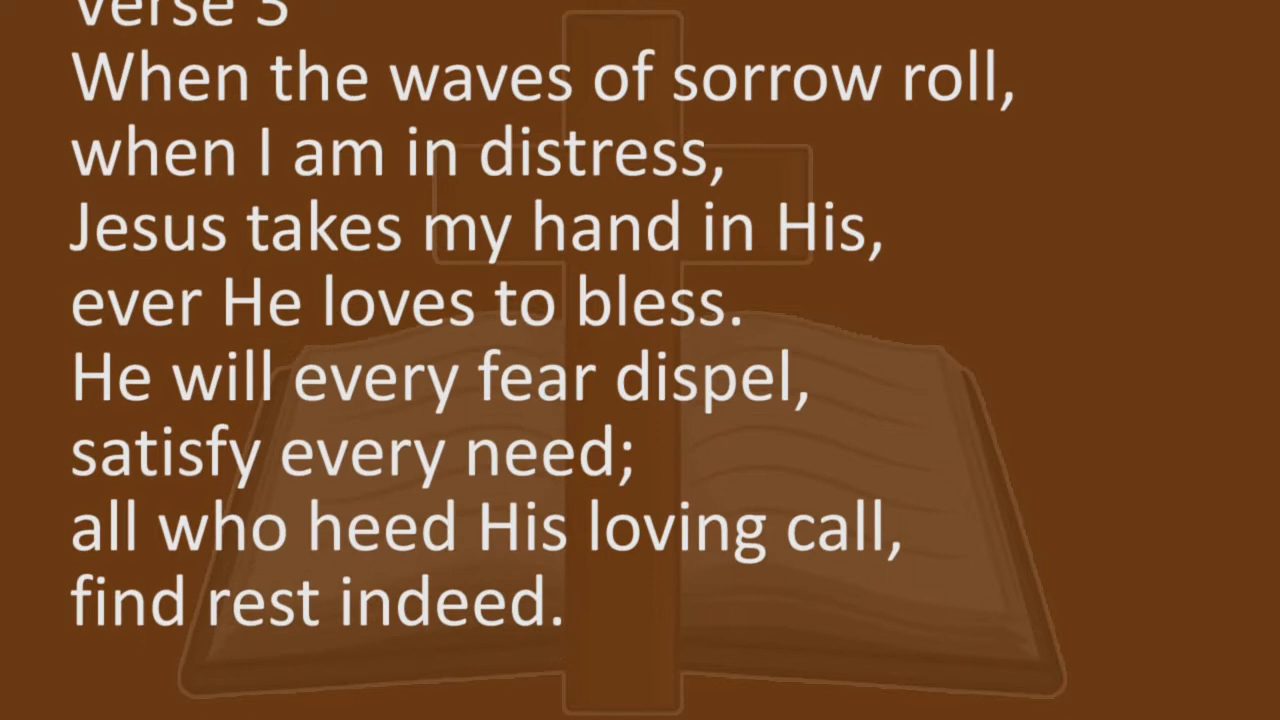 Verse 3
When the waves of sorrow roll,
when I am in distress,
Jesus takes my hand in His,
ever He loves to bless.
He will every fear dispel,
satisfy every need;
all who heed His loving call,
find rest indeed.